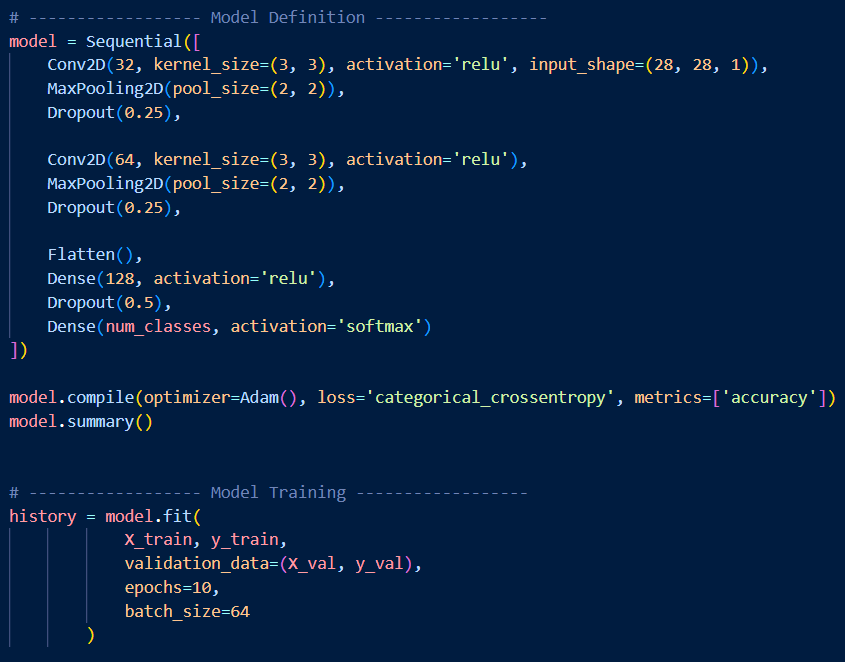 # ------------------ Model Definition ------------------
model = Sequential([
    Conv2D(32, kernel_size=(3, 3), activation='relu', input_shape=(28, 28, 1)),
    MaxPooling2D(pool_size=(2, 2)),
    Dropout(0.25),

    Conv2D(64, kernel_size=(3, 3), activation='relu'),
    MaxPooling2D(pool_size=(2, 2)),
    Dropout(0.25),

    Flatten(),
    Dense(128, activation='relu'),
    Dropout(0.5),
    Dense(num_classes, activation='softmax')
])

model.compile(optimizer=Adam(), loss='categorical_crossentropy', metrics=['accuracy'])
model.summary()


# ------------------ Model Training ------------------
history = model.fit(
            X_train, y_train,
            validation_data=(X_val, y_val),
            epochs=10,
            batch_size=64
        )